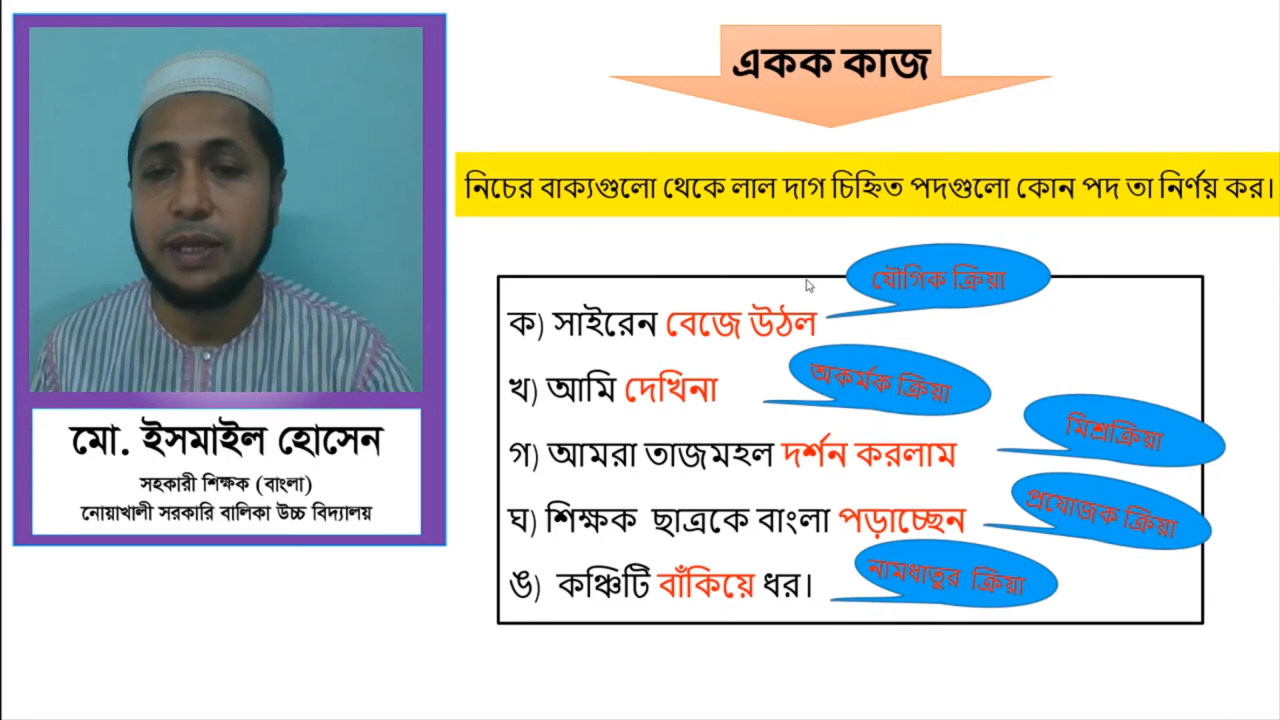 একক কাজ
নিচের বাক্যগুলো থেকে লাল দাগ চিহ্নিত পদগুলো কোন পদ তা নির্ণয় কর।
যৌগিক ক্রিয়া
ক) সাইরেন বেজে উঠল
অকর্মক ক্রিয়া
খ) আমি দেখিনা
মিশ্রক্রিয়া
গ) আমরা তাজমহল দর্শন করলাম
প্রযোজক ক্রিয়া
ঘ) শিক্ষক ছাত্রকে বাংলা পড়াচ্ছেন
নামধাতুর ক্রিয়া
ঙ) কঞ্চিটি বাঁকিয়ে ধর।
মো. ইসমাইল হোসেন
সহকারী শিক্ষক (বাংলা)
নোয়াখালী সরকারি বালিকা উচ্চ বিদ্যালয়